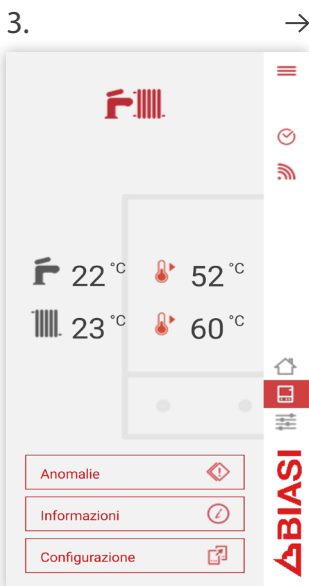 3.
22 °C 52 °C
23 °C 60 °C
Anomalie
Informazioni
Configurazione
BIASI